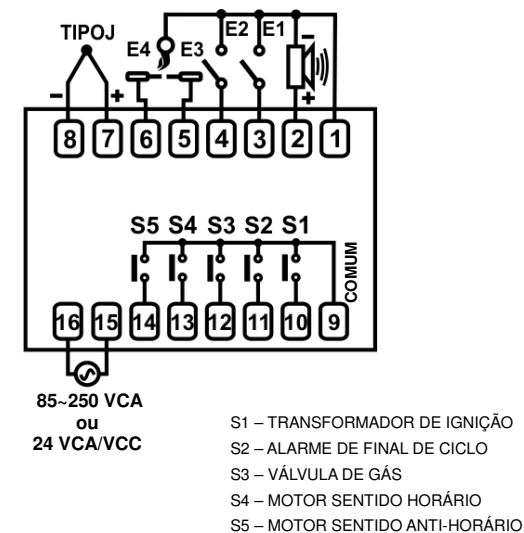 TIPOJ
E4
E3
E2
E1
-
-
+
+
8
7
6
5
4
3
2
1
S5 S4 S3 S2 S1
COMUM
16
15
14
13
12
11
10
9
85~250 VCA
ou
24 VCA/VCC
S1 – TRANSFORMADOR DE IGNIÇÃO
S2 – ALARME DE FINAL DE CICLO
S3 – VÁLVULA DE GÁS
S4 – MOTOR SENTIDO HORÁRIO
S5 – MOTOR SENTIDO ANTI-HORÁRIO